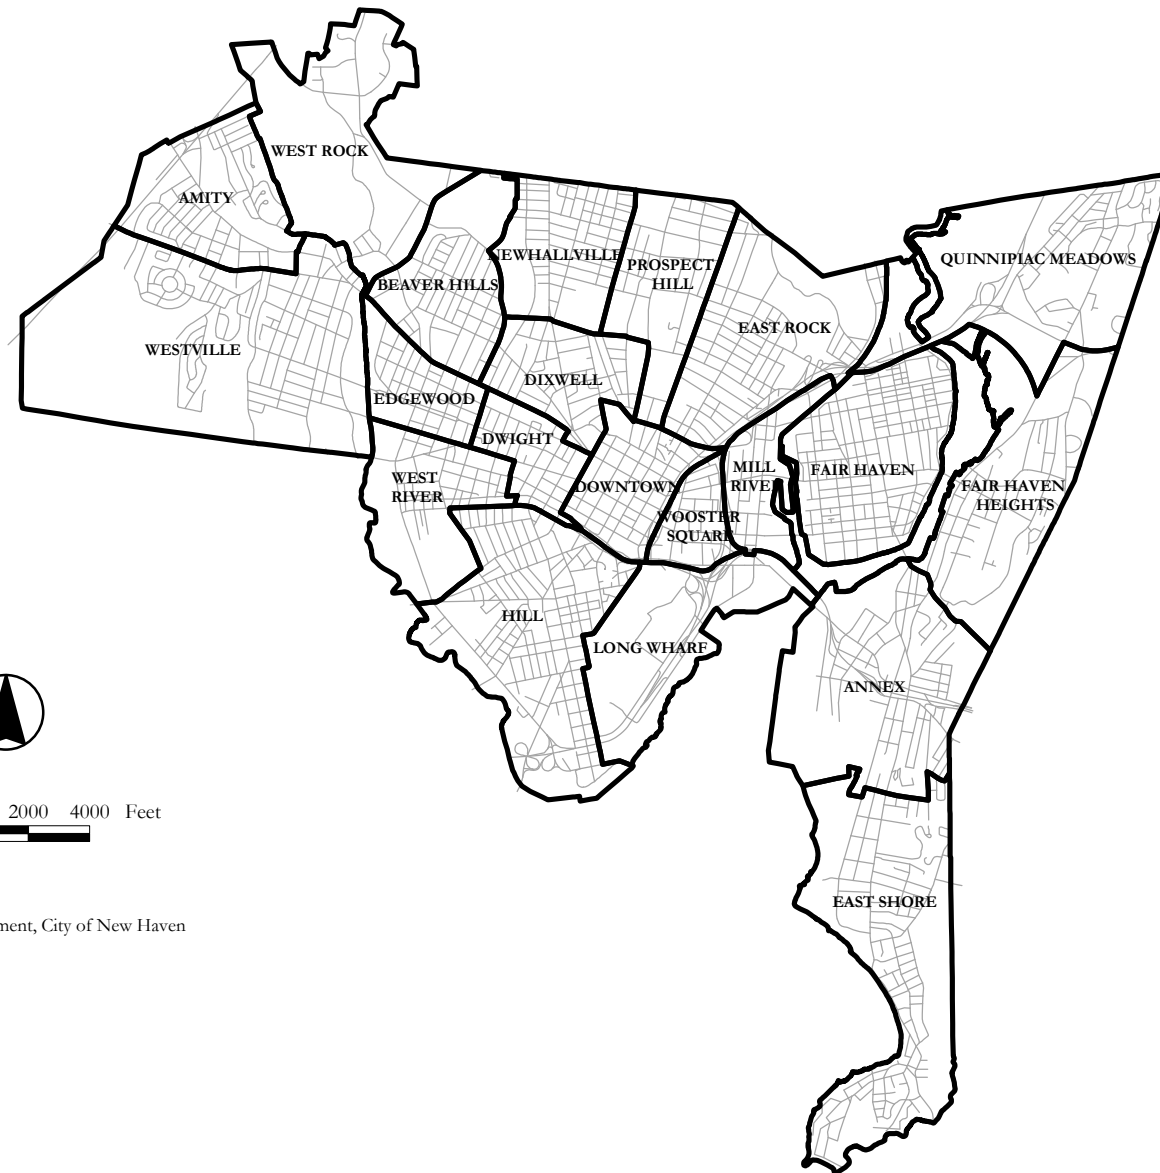 WEST ROCK
AMITY
NEWHALLVILLE
QUINNIPIAC MEADOWS
PROSPECT
HILL
BEAVER HILLS
EAST ROCK
WESTVILLE
DIXWELL
EDGEWOOD
DWIGHT
MILL
RIVER
FAIR HAVEN
WEST
RIVER
DOWNTOWN
FAIR HAVEN
HEIGHTS
WOOSTER
SQUARE
HILL
LONG WHARF
ANNEX
2000 4000 Feet
EAST SHORE
ment, City of New Haven